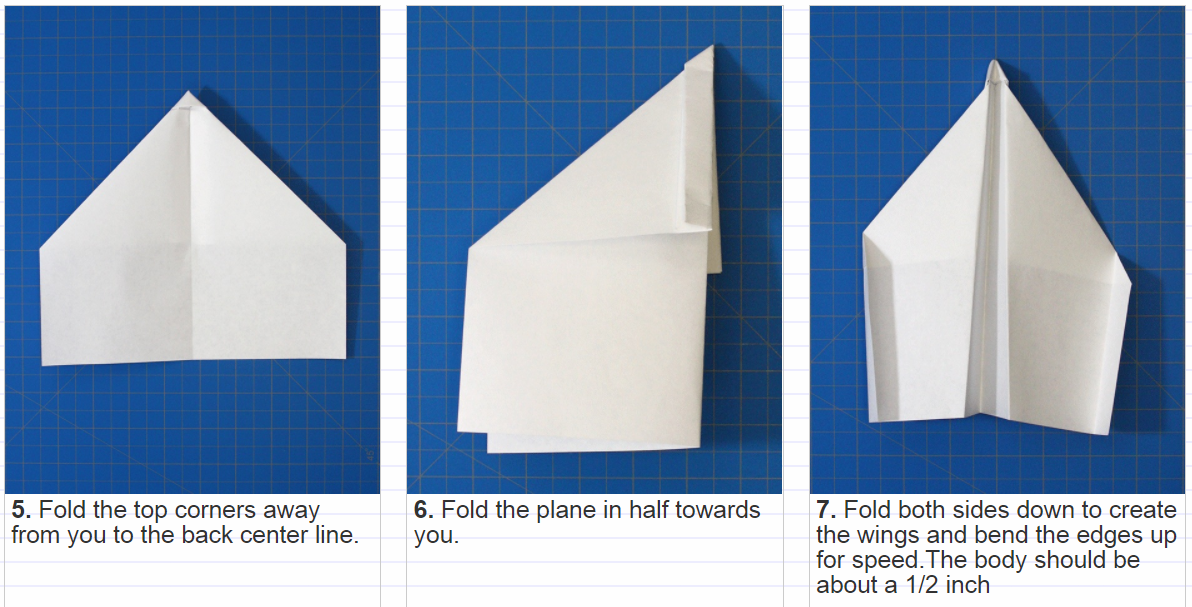 5. Fold the top corners away
from you to the back center line.
6. Fold the plane in half towards
you.
7. Fold both sides down to create
the wings and bend the edges up
for speed.The body should be
about a 1/2 inch